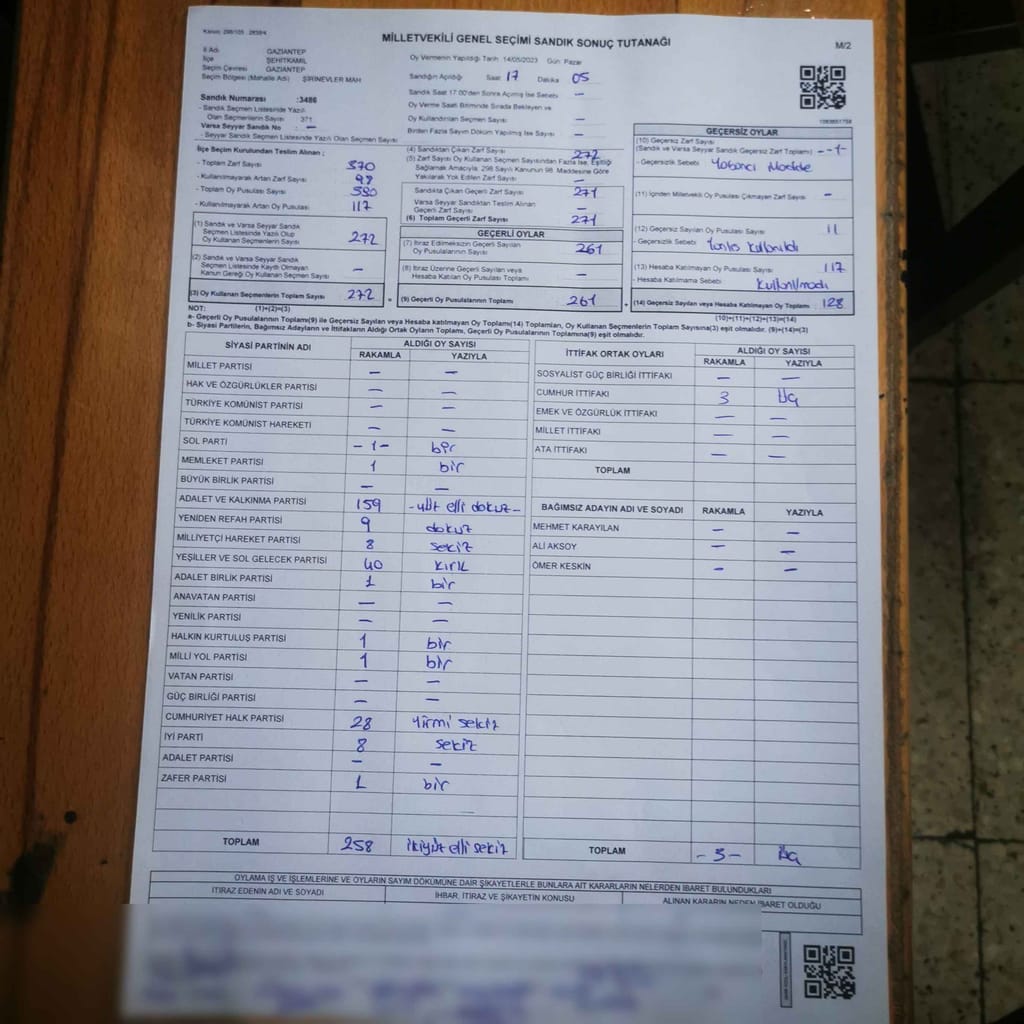 Kanun: 298/105
MİLLETVEKİLİ GENEL SEÇİMİ SANDIK SONUÇ TUTANAĞI
M/2
İl Adı GAZİANTEP
İlçe ŞEHİTKAMİL
Seçim Çevresi GAZİANTEP
Seçim Bölgesi (Mahalle Adı) ŞİRİNEVLER MAH
Sandık Numarası :3486
- Sandık Seçmen Listesinde Yazılı
Olan Seçmenlerin Sayısı 371
Varsa Seyyar Sandık No : —
- Seyyar Sandık Seçmen Listesinde Yazılı Olan Seçmen Sayısı
Oy Vermenin Yapıldığı Tarih 14/05/2023 Gün: Pazar
Sandığın Açıldığı Saat 17 Dakika 05
Sandık Saat 17:00'den Sonra Açılmış İse Sebebi —
Oy Verme Saati Bitiminde Sırada Bekleyen ve
Oy Kullandırılan Seçmen Sayısı —
Birden Fazla Sayım Döküm Yapılmış İse Sayısı —
İlçe Seçim Kurulundan Teslim Alınan ;
- Toplam Zarf Sayısı 370
- Kullanılmayarak Artan Zarf Sayısı 98
- Toplam Oy Pusulası Sayısı 380
- Kullanılmayarak Artan Oy Pusulası 117
(1) Sandık ve Varsa Seyyar Sandık
Seçmen Listesinde Yazılı Olup
Oy Kullanan Seçmenlerin Sayısı 272
(2) Sandık ve Varsa Seyyar Sandık
Seçmen Listesinde Kayıtlı Olmayan
Kanun Gereği Oy Kullanan Seçmen Sayısı —
(3) Oy Kullanan Seçmenlerin Toplam Sayısı 272
(1)+(2)=(3)
(4) Sandıktan Çıkan Zarf Sayısı 272
(5) Zarf Sayısı Oy Kullanan Seçmen Sayısından Fazla İse, Eşitliği
Sağlamak Amacıyla, 298 Sayılı Kanunun 98. Maddesine Göre
Yakılarak Yok Edilen Zarf Sayısı —
Sandıkta Çıkan Geçerli Zarf Sayısı 271
Varsa Seyyar Sandıktan Teslim Alınan
Geçerli Zarf Sayısı —
(6) Toplam Geçerli Zarf Sayısı 271
GEÇERLİ OYLAR
(7) İtiraz Edilmeksizin Geçerli Sayılan
Oy Pusulalarının Sayısı 261
(8) İtiraz Üzerine Geçerli Sayılan veya
Hesaba Katılan Oy Pusulası Toplamı —
= (9) Geçerli Oy Pusulalarının Toplamı 261
GEÇERSİZ OYLAR
(10) Geçersiz Zarf Sayısı
(Sandık ve Varsa Seyyar Sandık Geçersiz Zarf Toplamı) - -1-
- Geçersizlik Sebebi Yabancı Madde
(11) İçinden Milletvekili Oy Pusulası Çıkmayan Zarf Sayısı -
(12) Geçersiz Sayılan Oy Pusulası Sayısı 11
- Geçersizlik Sebebi Yanlış kullanıldı
(13) Hesaba Katılmayan Oy Pusulası Sayısı 117
- Hesaba Katılmama Sebebi Kullanılmadı
+ (14) Geçersiz Sayılan veya Hesaba Katılmayan Oy Toplamı 128
(10)+(11)+(12)+(13)=(14)
NOT:
a- Geçerli Oy Pusulalarının Toplamı(9) ile Geçersiz Sayılan veya Hesaba katılmayan Oy Toplamı(14) Toplamları, Oy Kullanan Seçmenlerin Toplam Sayısına(3) eşit olmalıdır. (9)+(14)=(3)
b- Siyasi Partilerin, Bağımsız Adayların ve İttifakların Aldığı Ortak Oyların Toplamı, Geçerli Oy Pusulalarının Toplamına(9) eşit olmalıdır.
SİYASİ PARTİNİN ADI ALDIĞI OY SAYISI
RAKAMLA YAZIYLA
MİLLET PARTİSİ — —
HAK VE ÖZGÜRLÜKLER PARTİSİ — —
TÜRKİYE KOMÜNİST PARTİSİ — —
TÜRKİYE KOMÜNİST HAREKETİ — —
SOL PARTİ -1- bir
MEMLEKET PARTİSİ 1 bir
BÜYÜK BİRLİK PARTİSİ — —
ADALET VE KALKINMA PARTİSİ 159 -yüz elli dokuz-
YENİDEN REFAH PARTİSİ 9 dokuz
MİLLİYETÇİ HAREKET PARTİSİ 8 sekiz
YEŞİLLER VE SOL GELECEK PARTİSİ 40 kırk
ADALET BİRLİK PARTİSİ 1 bir
ANAVATAN PARTİSİ — —
YENİLİK PARTİSİ — —
HALKIN KURTULUŞ PARTİSİ 1 bir
MİLLİ YOL PARTİSİ 1 bir
VATAN PARTİSİ — —
GÜÇ BİRLİĞİ PARTİSİ — —
CUMHURİYET HALK PARTİSİ 28 Yirmi sekiz
İYİ PARTİ 8 sekiz
ADALET PARTİSİ — —
ZAFER PARTİSİ 1 bir
TOPLAM 258 ikiyüz elli sekiz
İTTİFAK ORTAK OYLARI ALDIĞI OY SAYISI
RAKAMLA YAZIYLA
SOSYALİST GÜÇ BİRLİĞİ İTTİFAKI — —
CUMHUR İTTİFAKI 3 Üç
EMEK VE ÖZGÜRLÜK İTTİFAKI — —
MİLLET İTTİFAKI — —
ATA İTTİFAKI — —
TOPLAM
BAĞIMSIZ ADAYIN ADI VE SOYADI RAKAMLA YAZIYLA
MEHMET KARAYILAN — —
ALİ AKSOY — —
ÖMER KESKİN — —
TOPLAM -3- Üç
OYLAMA İŞ VE İŞLEMLERİNE VE OYLARIN SAYIM DÖKÜMÜNE DAİR ŞİKAYETLERLE BUNLARA AİT KARARLARIN NELERDEN İBARET BULUNDUKLARI
İTİRAZ EDENİN ADI VE SOYADI İHBAR, İTİRAZ VE ŞİKAYETİN KONUSU ALINAN KARARIN NEDEN İBARET OLDUĞU